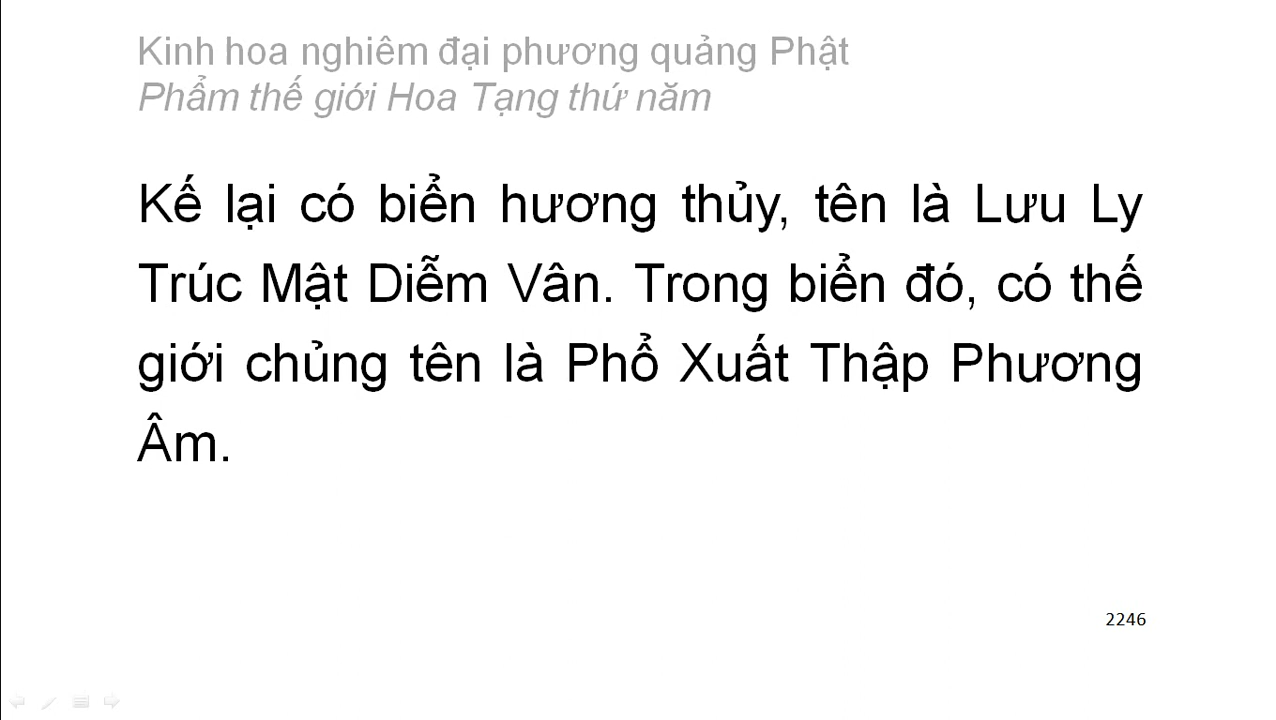 Kinh hoa nghiêm đại phương quảng Phật
Phẩm thế giới Hoa Tạng thứ năm
Kế lại có biển hương thủy, tên là Lưu Ly
Trúc Mật Diễm Vân. Trong biển đó, có thế
giới chủng tên là Phổ Xuất Thập Phương
Âm.
2246